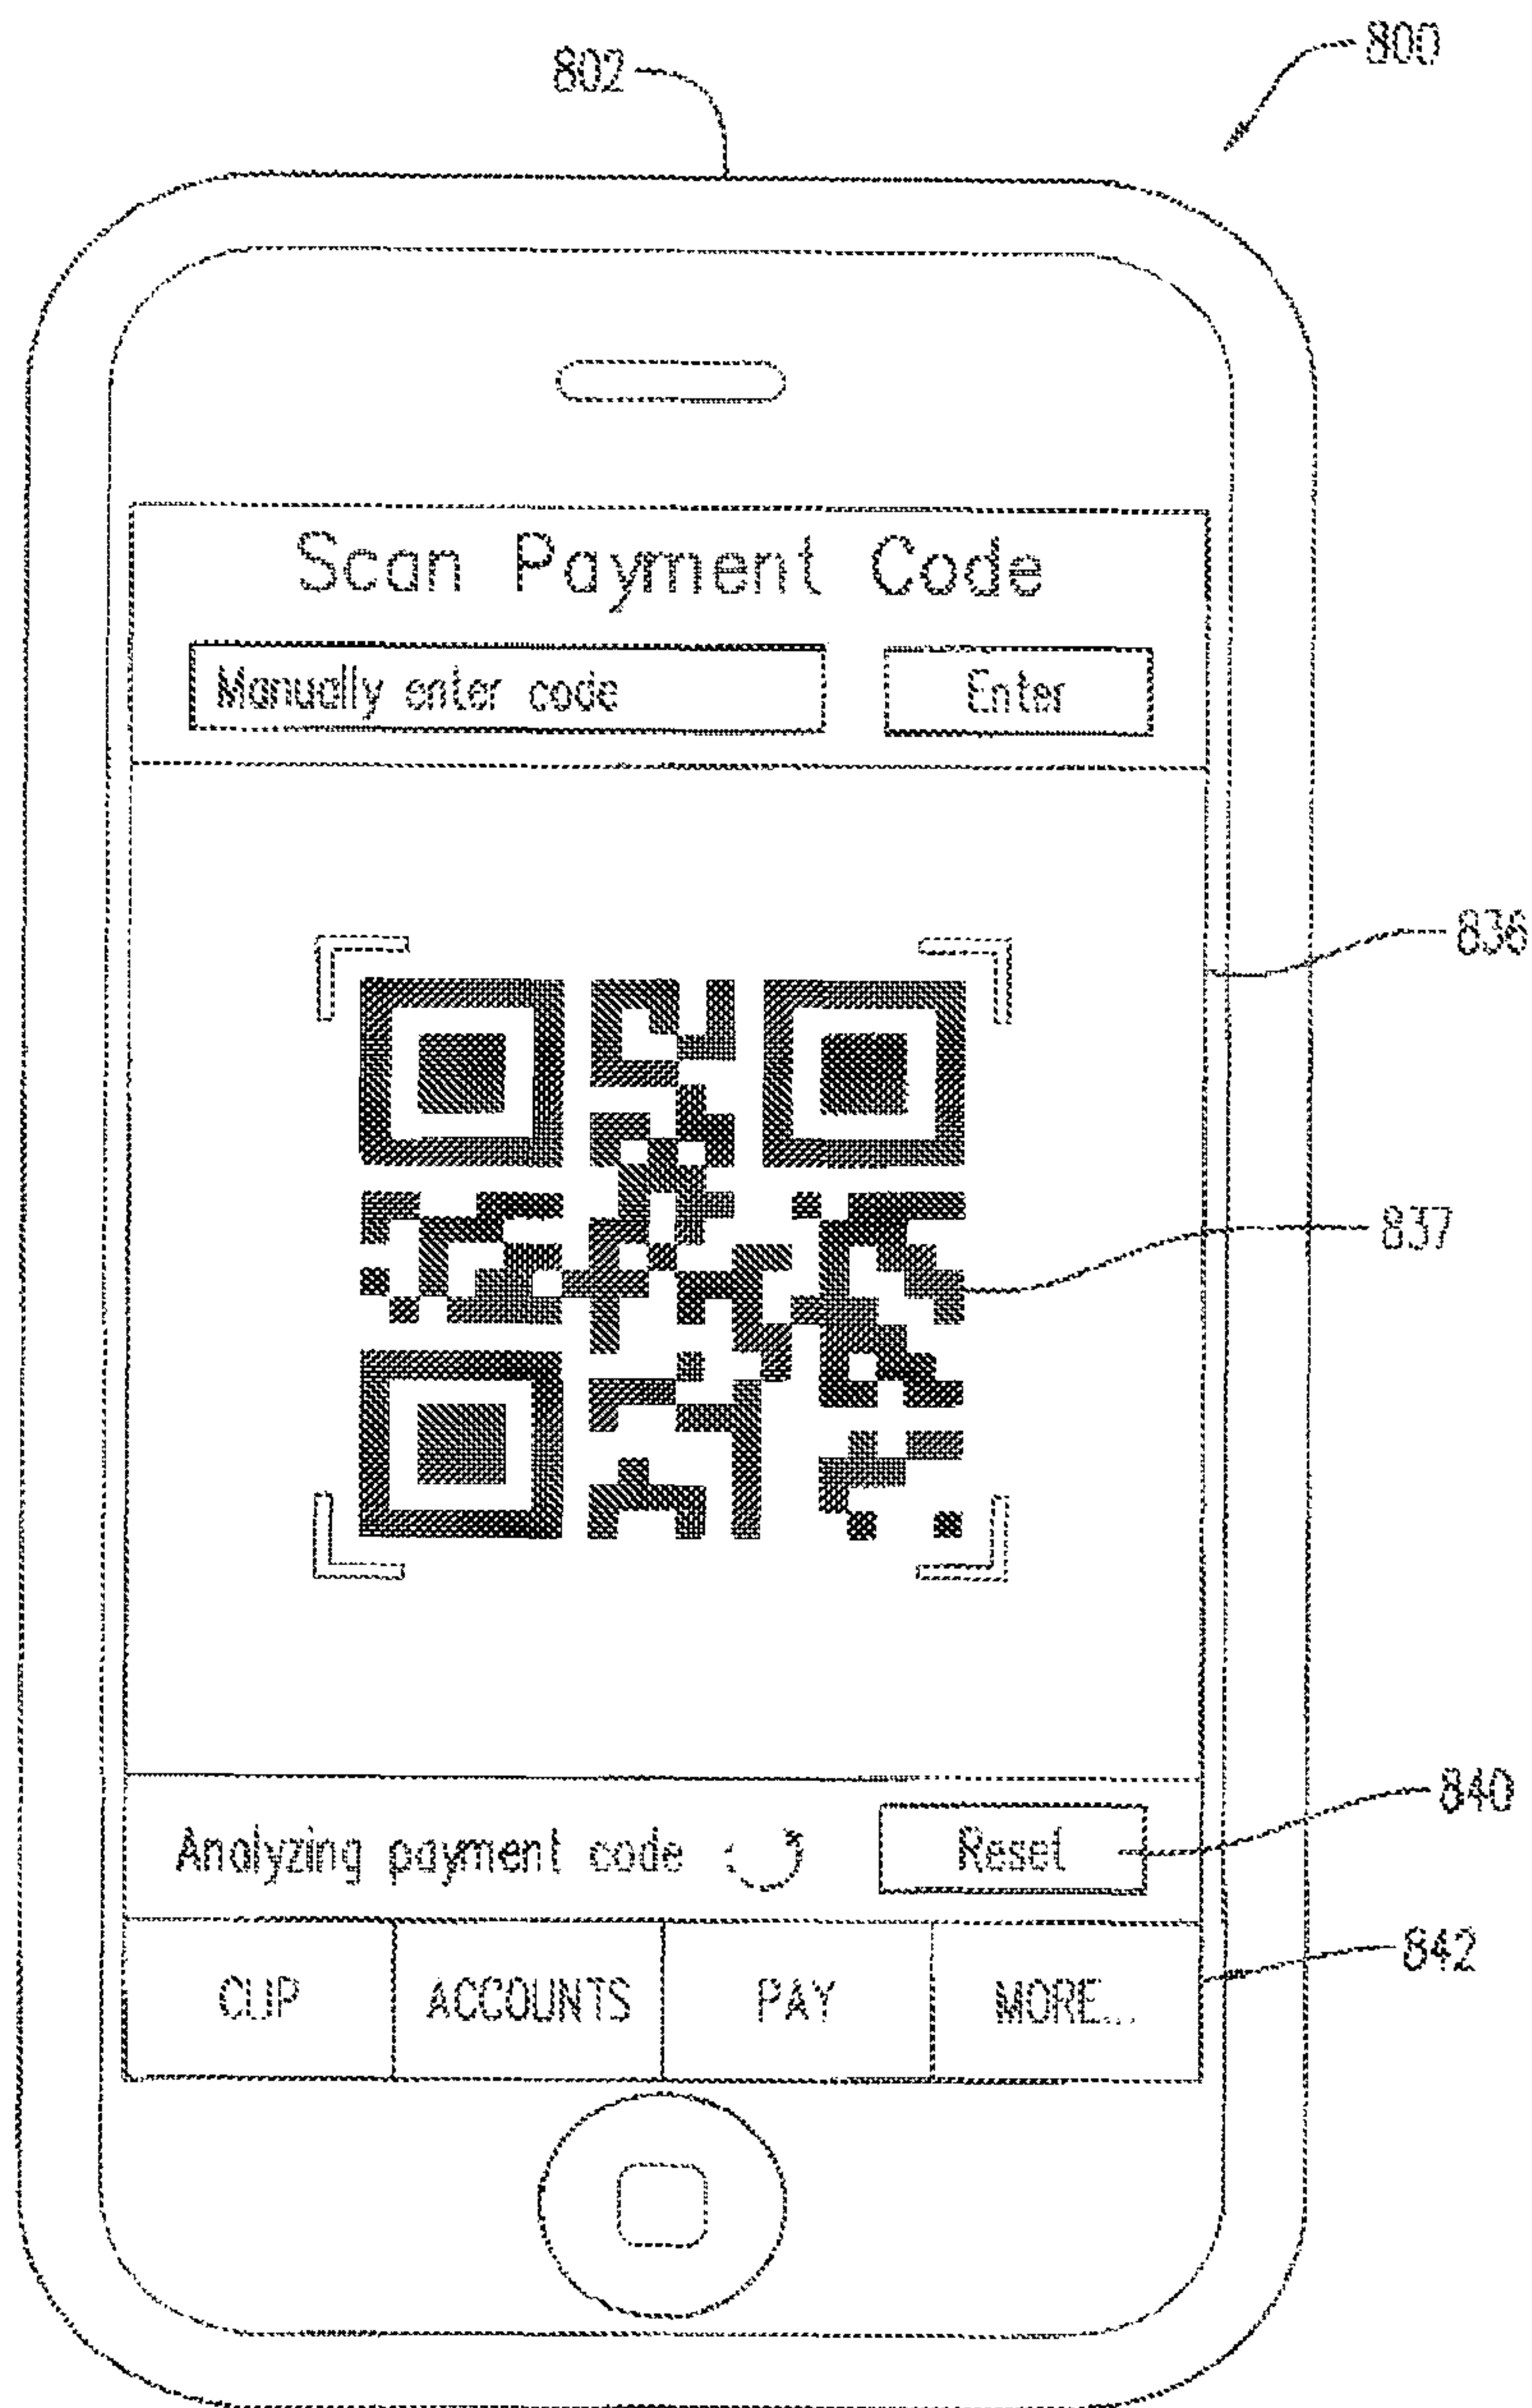 800
802
Scan Payment Code
Manually enter code Enter
836
837
840
Analyzing payment code Reset
842
CLIP ACCOUNTS PAY MORE...